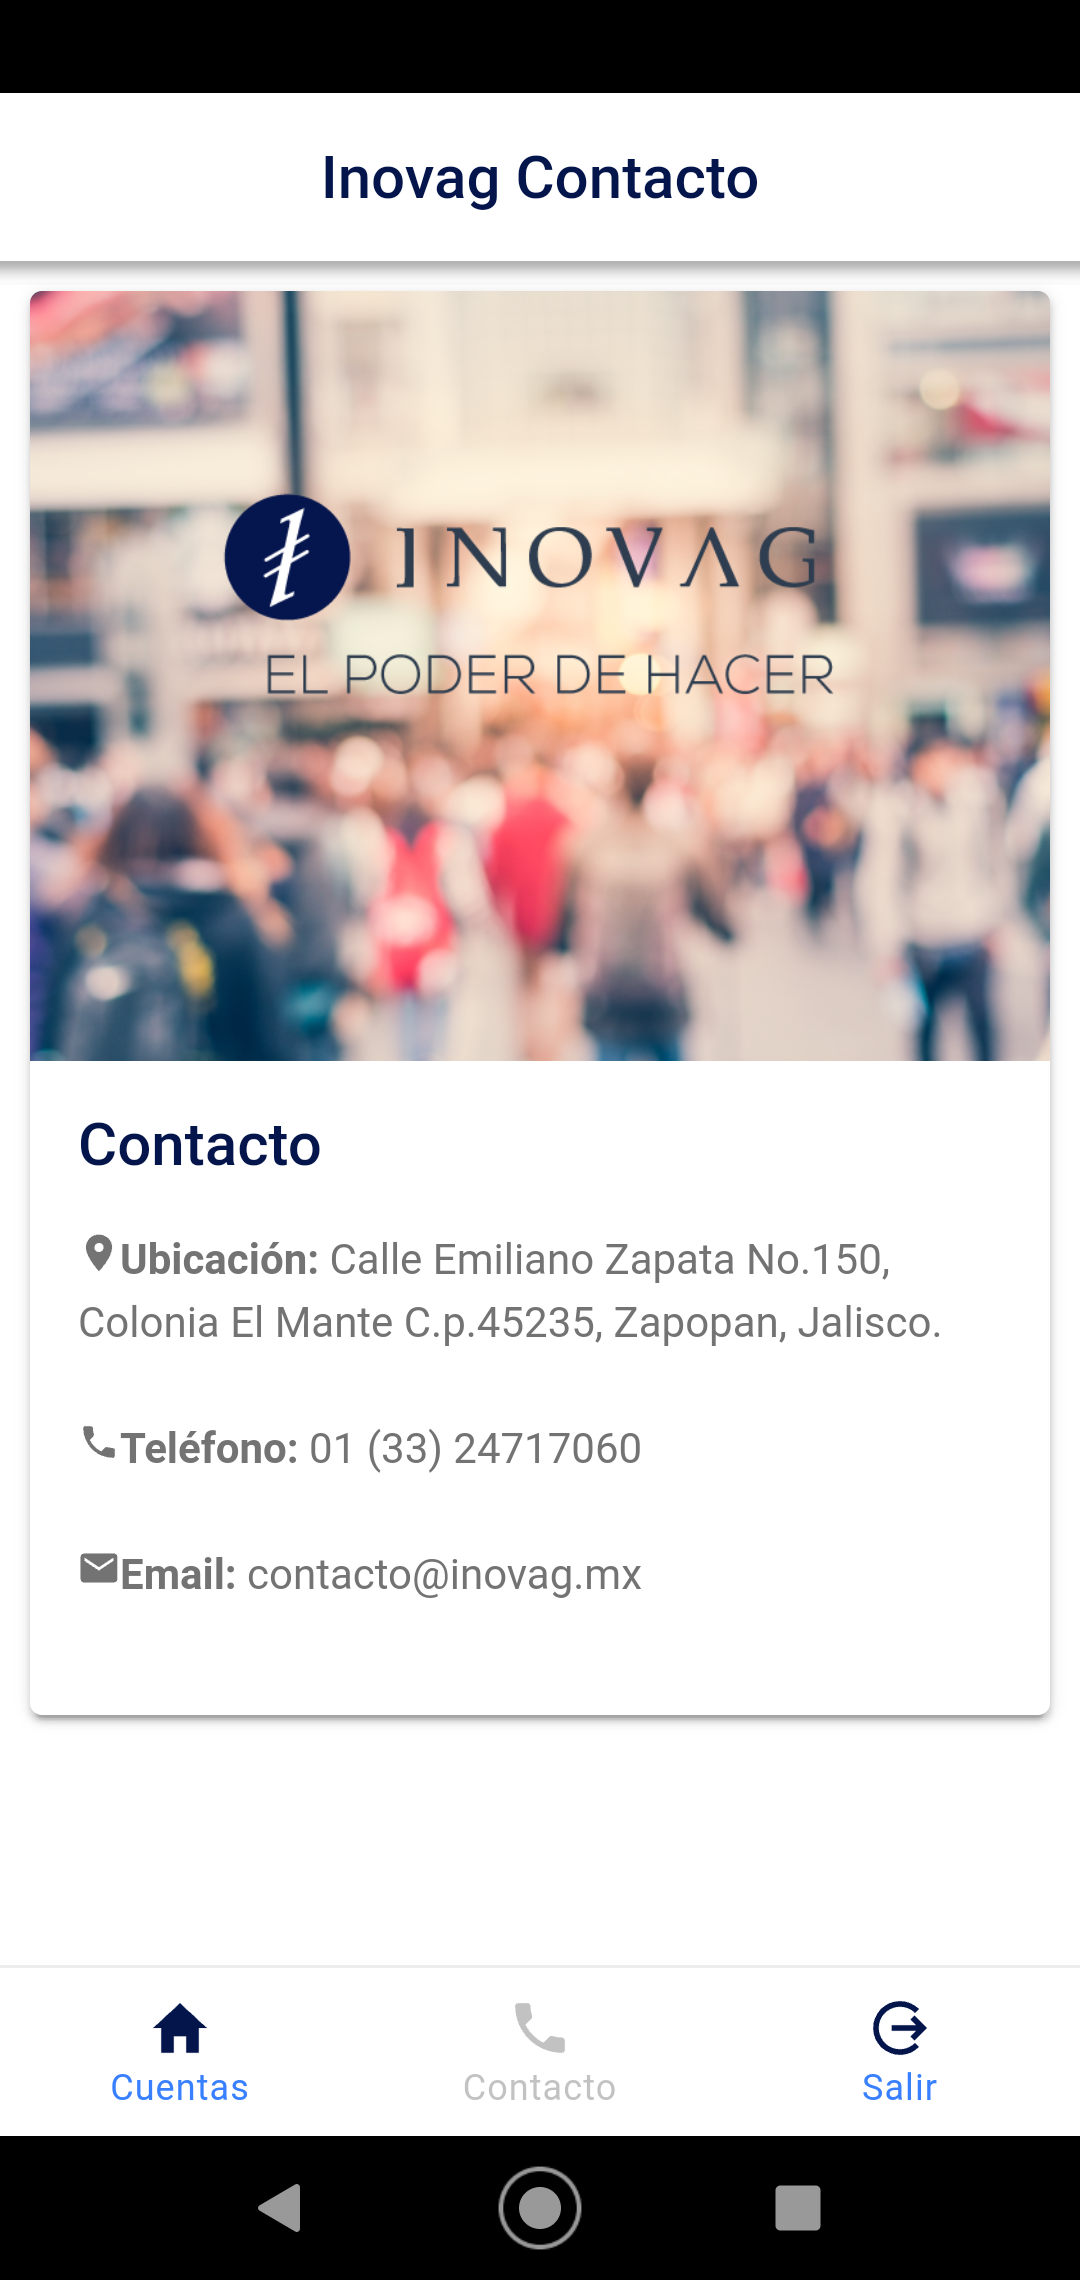 Inovag Contacto
INOVAG
EL PODER DE HACER
Contacto
Ubicación: Calle Emiliano Zapata No.150,
Colonia El Mante C.p.45235, Zapopan, Jalisco.
Teléfono: 01 (33) 24717060
Email: contacto@inovag.mx
Cuentas
Contacto
Salir